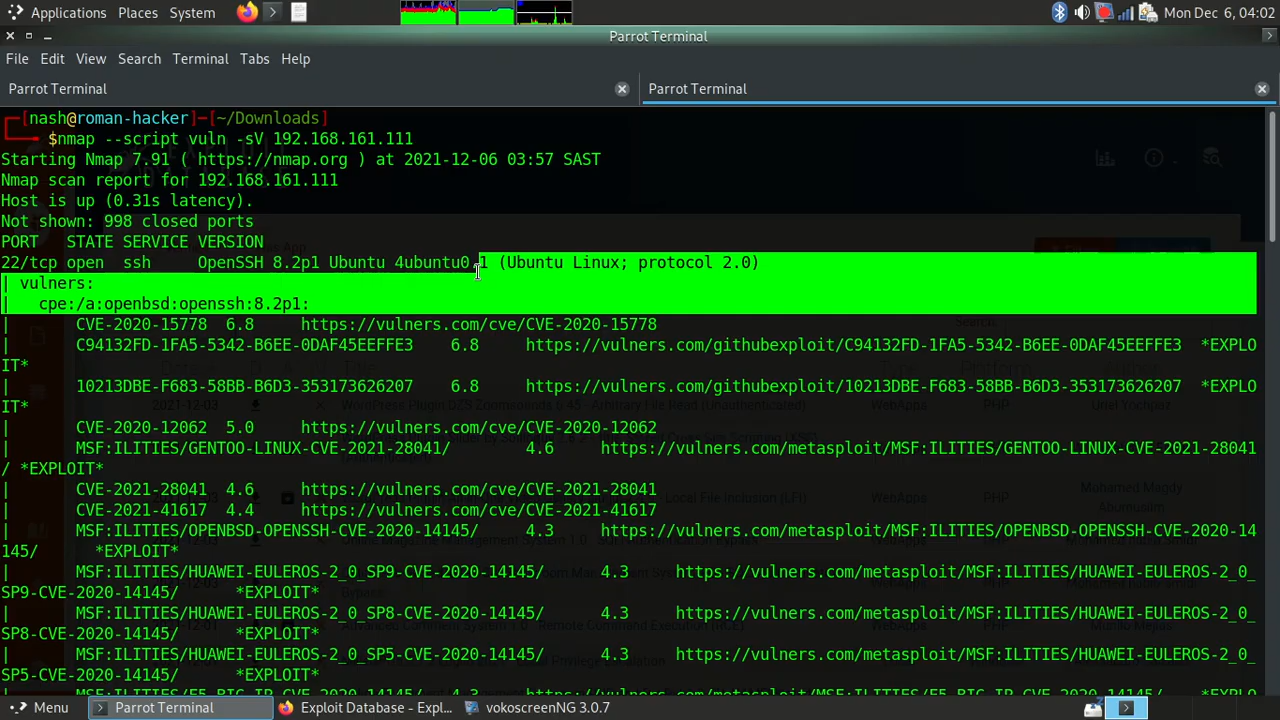 Applications Places System
Mon Dec 6, 04:02
Parrot Terminal
File Edit View Search Terminal Tabs Help
Parrot Terminal
Parrot Terminal
┌─[nash@roman-hacker]─[~/Downloads]
└──╼ $nmap --script vuln -sV 192.168.161.111
Starting Nmap 7.91 ( https://nmap.org ) at 2021-12-06 03:57 SAST
Nmap scan report for 192.168.161.111
Host is up (0.31s latency).
Not shown: 998 closed ports
PORT   STATE SERVICE VERSION
22/tcp open  ssh     OpenSSH 8.2p1 Ubuntu 4ubuntu0.1 (Ubuntu Linux; protocol 2.0)
| vulners:
|   cpe:/a:openbsd:openssh:8.2p1:
|       CVE-2020-15778  6.8     https://vulners.com/cve/CVE-2020-15778
|       C94132FD-1FA5-5342-B6EE-0DAF45EEFFE3    6.8     https://vulners.com/githubexploit/C94132FD-1FA5-5342-B6EE-0DAF45EEFFE3  *EXPLO
IT*
|       10213DBE-F683-58BB-B6D3-353173626207    6.8     https://vulners.com/githubexploit/10213DBE-F683-58BB-B6D3-353173626207  *EXPLO
IT*
|       CVE-2020-12062  5.0     https://vulners.com/cve/CVE-2020-12062
|       MSF:ILITIES/GENTOO-LINUX-CVE-2021-28041/        4.6     https://vulners.com/metasploit/MSF:ILITIES/GENTOO-LINUX-CVE-2021-28041
/ *EXPLOIT*
|       CVE-2021-28041  4.6     https://vulners.com/cve/CVE-2021-28041
|       CVE-2021-41617  4.4     https://vulners.com/cve/CVE-2021-41617
|       MSF:ILITIES/OPENBSD-OPENSSH-CVE-2020-14145/     4.3     https://vulners.com/metasploit/MSF:ILITIES/OPENBSD-OPENSSH-CVE-2020-14
145/      *EXPLOIT*
|       MSF:ILITIES/HUAWEI-EULEROS-2_0_SP9-CVE-2020-14145/      4.3     https://vulners.com/metasploit/MSF:ILITIES/HUAWEI-EULEROS-2_0_
SP9-CVE-2020-14145/      *EXPLOIT*
|       MSF:ILITIES/HUAWEI-EULEROS-2_0_SP8-CVE-2020-14145/      4.3     https://vulners.com/metasploit/MSF:ILITIES/HUAWEI-EULEROS-2_0_
SP8-CVE-2020-14145/      *EXPLOIT*
|       MSF:ILITIES/HUAWEI-EULEROS-2_0_SP5-CVE-2020-14145/      4.3     https://vulners.com/metasploit/MSF:ILITIES/HUAWEI-EULEROS-2_0_
SP5-CVE-2020-14145/      *EXPLOIT*
Menu
Parrot Terminal
Exploit Database - Expl...
vokoscreenNG 3.0.7